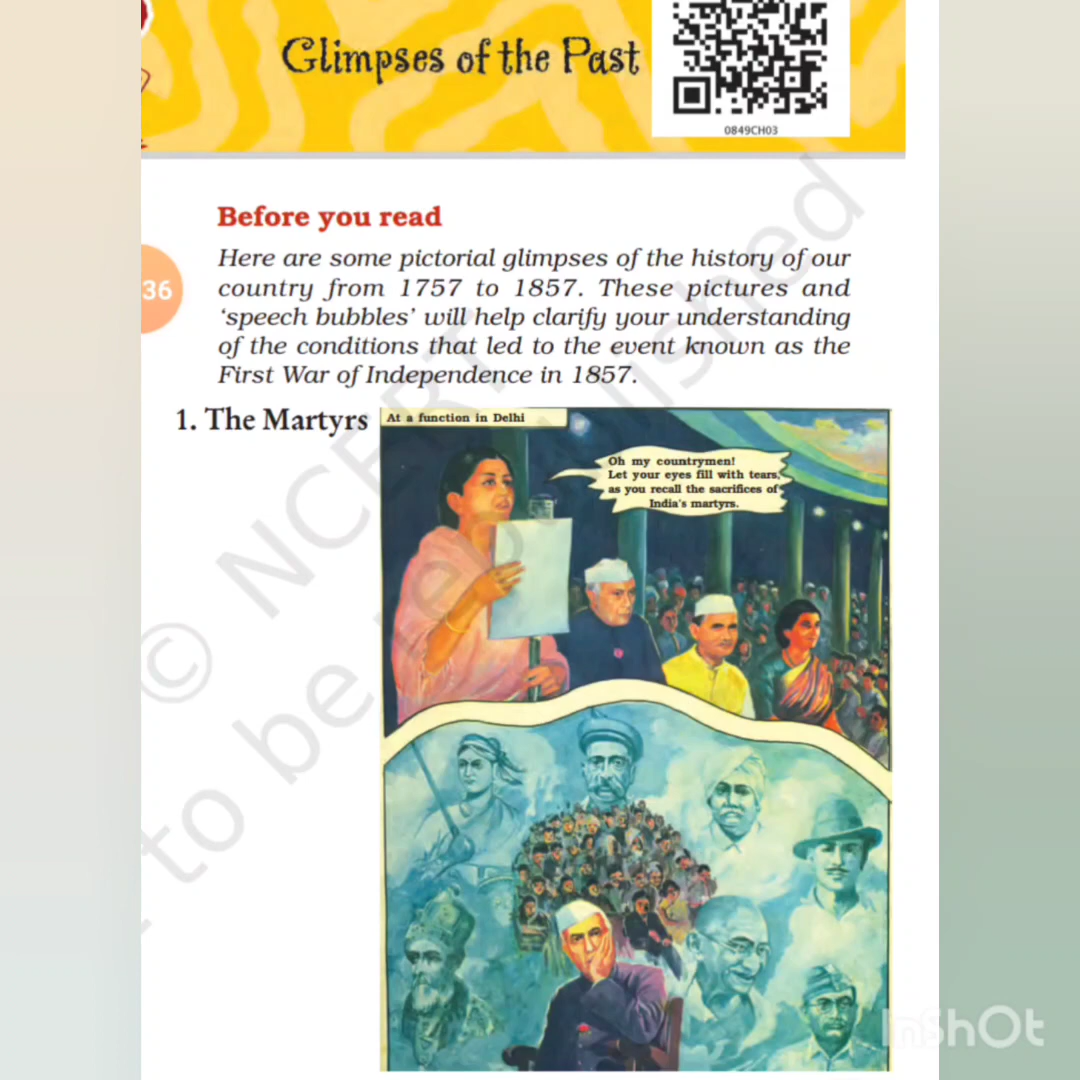 Glimpses of the Past
0849CH03
Before you read
Here are some pictorial glimpses of the history of our
country from 1757 to 1857. These pictures and
‘speech bubbles’ will help clarify your understanding
of the conditions that led to the event known as the
First War of Independence in 1857.
36
1. The Martyrs
At a function in Delhi
Oh my countrymen!
Let your eyes fill with tears,
as you recall the sacrifices of
India's martyrs.
© NCERT
to be republished
InShOt